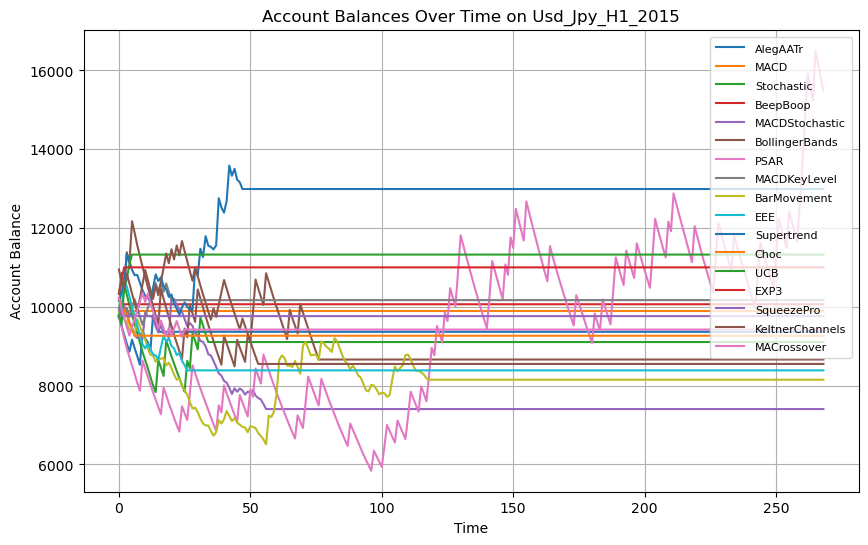 Account Balances Over Time on Usd_Jpy_H1_2015
Account Balance
16000
14000
12000
10000
8000
6000
0
50
100
150
200
250
Time
AlegAATr
MACD
Stochastic
BeepBoop
MACDStochastic
BollingerBands
PSAR
MACDKeyLevel
BarMovement
EEE
Supertrend
Choc
UCB
EXP3
SqueezePro
KeltnerChannels
MACrossover